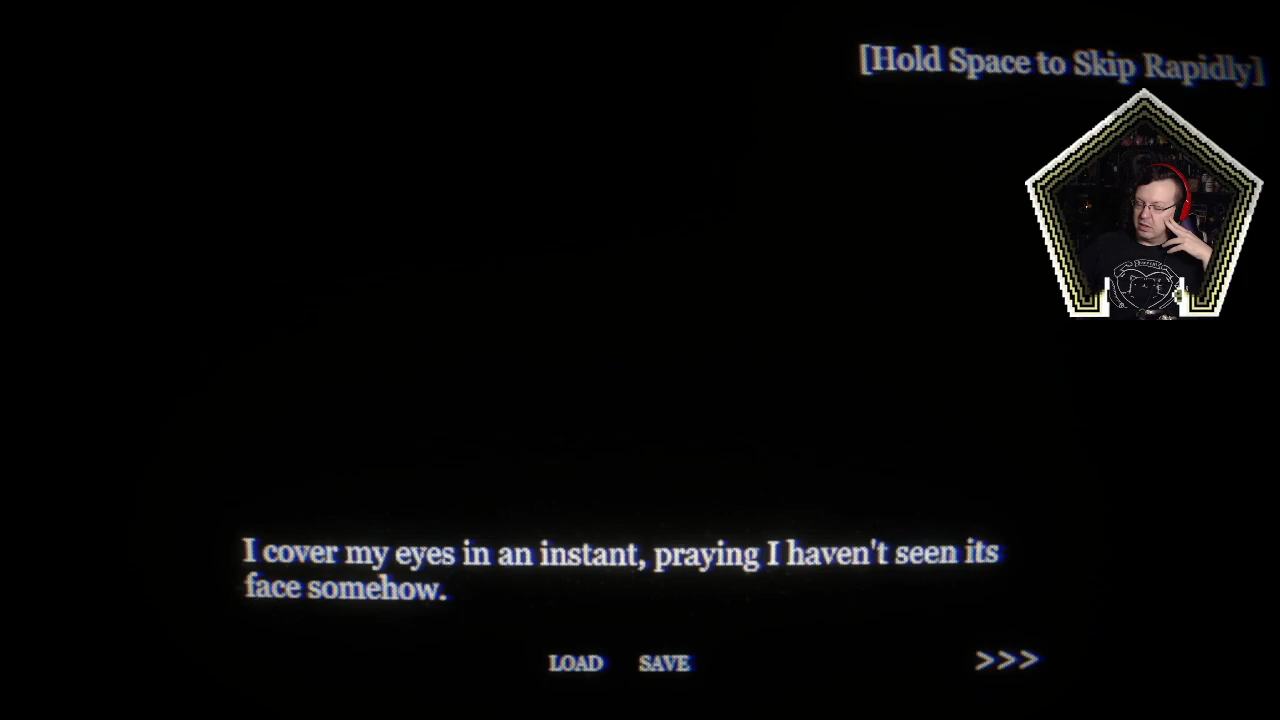 [Hold Space to Skip Rapidly]
I cover my eyes in an instant, praying I haven't seen its
face somehow.
LOAD SAVE >>>